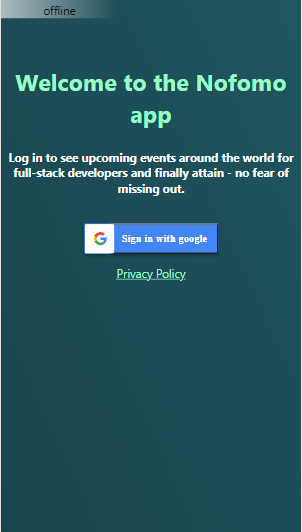 offline
Welcome to the Nofomo
app
Log in to see upcoming events around the world for
full-stack developers and finally attain - no fear of
missing out.
Sign in with google
Privacy Policy